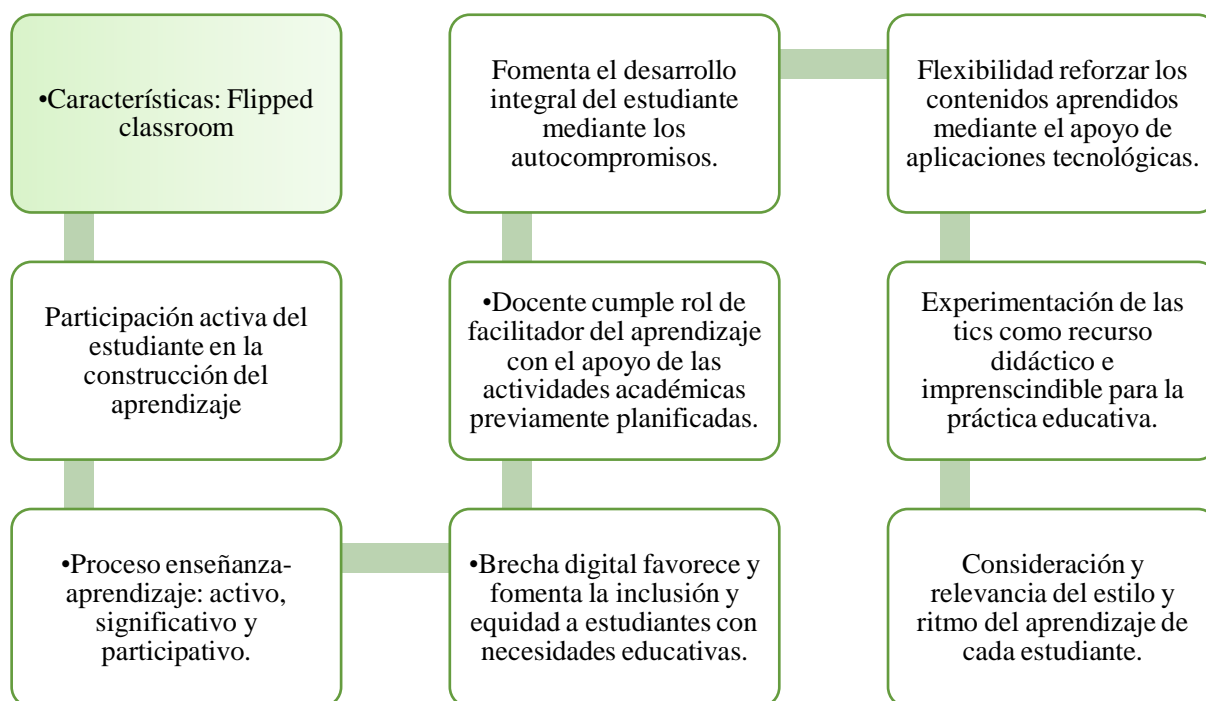 •Características: Flipped
classroom
Participación activa del
estudiante en la
construcción del
aprendizaje
•Proceso enseñanza-
aprendizaje: activo,
significativo y
participativo.
•Brecha digital favorece y
fomenta la inclusión y
equidad a estudiantes con
necesidades educativas.
•Docente cumple rol de
facilitador del aprendizaje
con el apoyo de las
actividades académicas
previamente planificadas.
Fomenta el desarrollo
integral del estudiante
mediante los
autocompromisos.
Flexibilidad reforzar los
contenidos aprendidos
mediante el apoyo de
aplicaciones tecnológicas.
Experimentación de las
tics como recurso
didáctico e
imprenscindible para la
práctica educativa.
Consideración y
relevancia del estilo y
ritmo del aprendizaje de
cada estudiante.